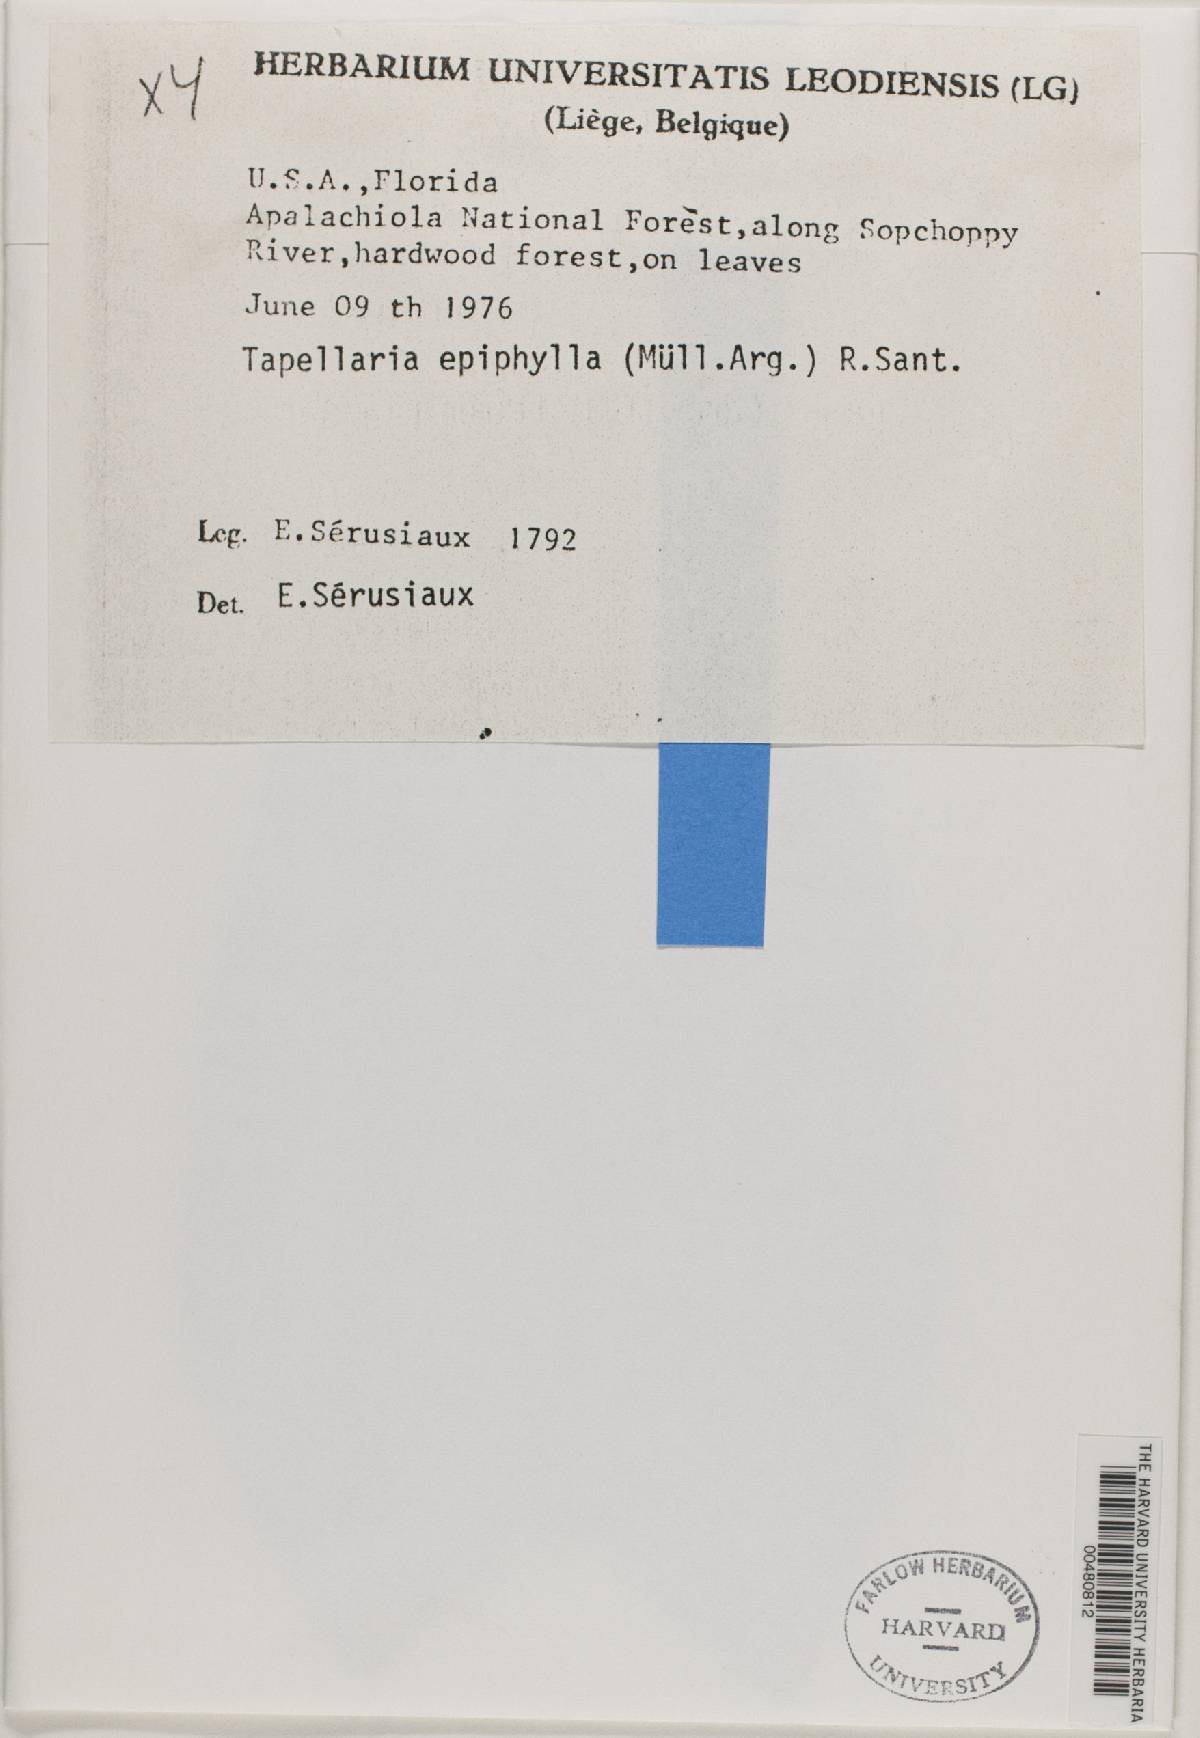 x4
HERBARIUM UNIVERSITATIS LEODIENSIS (LG)
(Liège, Belgique)
U.S.A.,Florida
Apalachiola National Forest,along Sopchoppy
River,hardwood forest,on leaves
June 09 th 1976
Tapellaria epiphylla (Müll.Arg.) R.Sant.
Leg. E.Sérusiaux 1792
Det. E.Sérusiaux
THE HARVARD UNIVERSITY HERBARIA
00480812
FARLOW HERBARIUM
HARVARD
UNIVERSITY